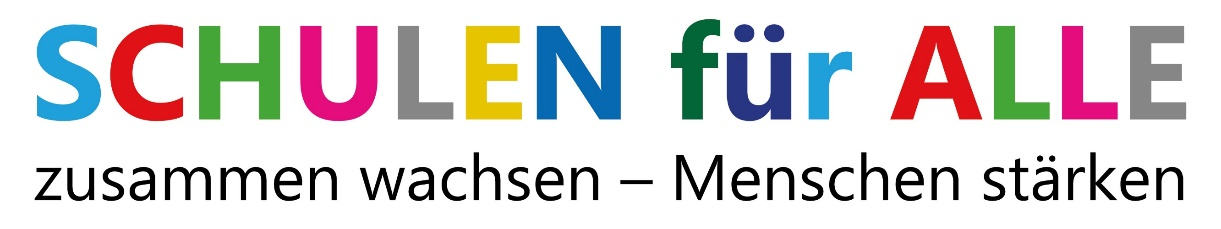 SCHULEN für ALLE
zusammen wachsen – Menschen stärken